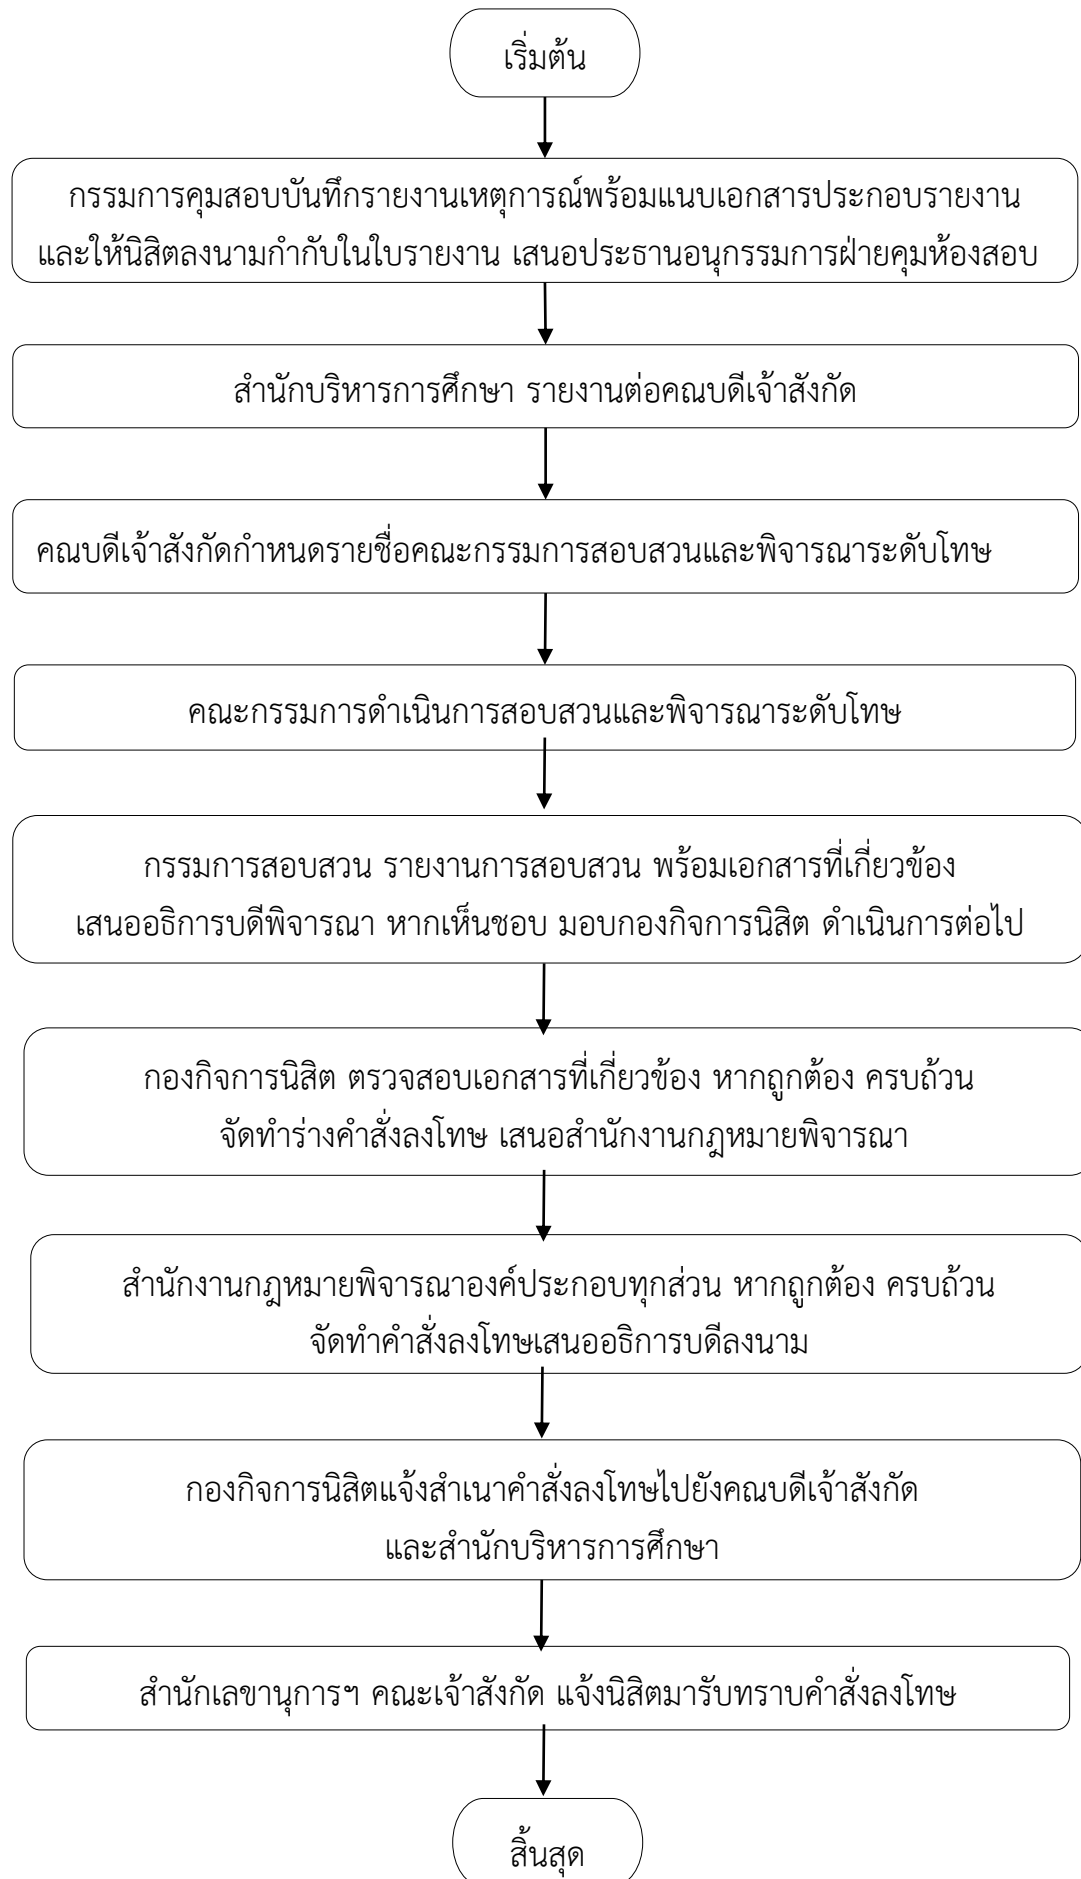 เริ่มต้น
กรรมการคุมสอบบันทึกรายงานเหตุการณ์พร้อมแนบเอกสารประกอบรายงาน
และให้นิสิตลงนามกำกับในใบรายงาน เสนอประธานอนุกรรมการฝ่ายคุมห้องสอบ
สำนักบริหารการศึกษา รายงานต่อคณบดีเจ้าสังกัด
คณบดีเจ้าสังกัดกำหนดรายชื่อคณะกรรมการสอบสวนและพิจารณาระดับโทษ
คณะกรรมการดำเนินการสอบสวนและพิจารณาระดับโทษ
กรรมการสอบสวน รายงานการสอบสวน พร้อมเอกสารที่เกี่ยวข้อง
เสนออธิการบดีพิจารณา หากเห็นชอบ มอบกองกิจการนิสิต ดำเนินการต่อไป
กองกิจการนิสิต ตรวจสอบเอกสารที่เกี่ยวข้อง หากถูกต้อง ครบถ้วน
จัดทำร่างคำสั่งลงโทษ เสนอสำนักงานกฎหมายพิจารณา
สำนักงานกฎหมายพิจารณาองค์ประกอบทุกส่วน หากถูกต้อง ครบถ้วน
จัดทำคำสั่งลงโทษเสนออธิการบดีลงนาม
กองกิจการนิสิตแจ้งสำเนาคำสั่งลงโทษไปยังคณบดีเจ้าสังกัด
และสำนักบริหารการศึกษา
สำนักเลขานุการฯ คณะเจ้าสังกัด แจ้งนิสิตมารับทราบคำสั่งลงโทษ
สิ้นสุด